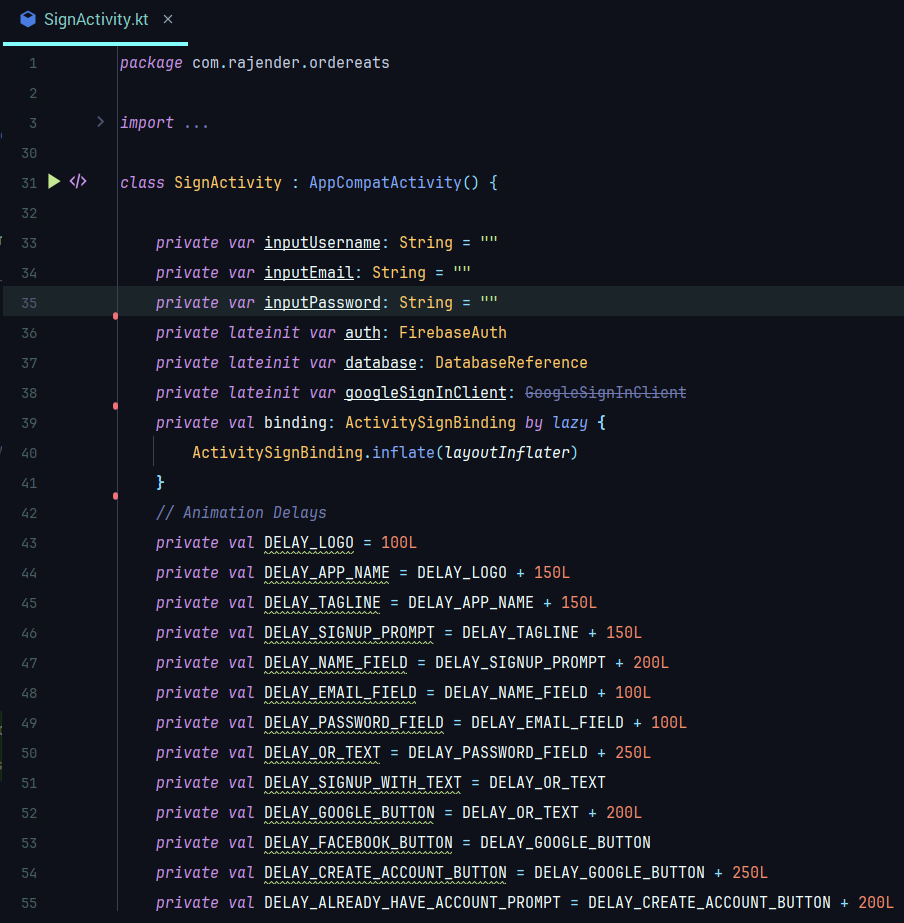 SignActivity.kt ×
1 package com.rajender.ordereats
2
3 import ...
30
31 </> class SignActivity : AppCompatActivity() {
32
33 private var inputUsername: String = ""
34 private var inputEmail: String = ""
35 private var inputPassword: String = ""
36 private lateinit var auth: FirebaseAuth
37 private lateinit var database: DatabaseReference
38 private lateinit var googleSignInClient: GoogleSignInClient
39 private val binding: ActivitySignBinding by lazy {
40 ActivitySignBinding.inflate(layoutInflater)
41 }
42 // Animation Delays
43 private val DELAY_LOGO = 100L
44 private val DELAY_APP_NAME = DELAY_LOGO + 150L
45 private val DELAY_TAGLINE = DELAY_APP_NAME + 150L
46 private val DELAY_SIGNUP_PROMPT = DELAY_TAGLINE + 150L
47 private val DELAY_NAME_FIELD = DELAY_SIGNUP_PROMPT + 200L
48 private val DELAY_EMAIL_FIELD = DELAY_NAME_FIELD + 100L
49 private val DELAY_PASSWORD_FIELD = DELAY_EMAIL_FIELD + 100L
50 private val DELAY_OR_TEXT = DELAY_PASSWORD_FIELD + 250L
51 private val DELAY_SIGNUP_WITH_TEXT = DELAY_OR_TEXT
52 private val DELAY_GOOGLE_BUTTON = DELAY_OR_TEXT + 200L
53 private val DELAY_FACEBOOK_BUTTON = DELAY_GOOGLE_BUTTON
54 private val DELAY_CREATE_ACCOUNT_BUTTON = DELAY_GOOGLE_BUTTON + 250L
55 private val DELAY_ALREADY_HAVE_ACCOUNT_PROMPT = DELAY_CREATE_ACCOUNT_BUTTON + 200L